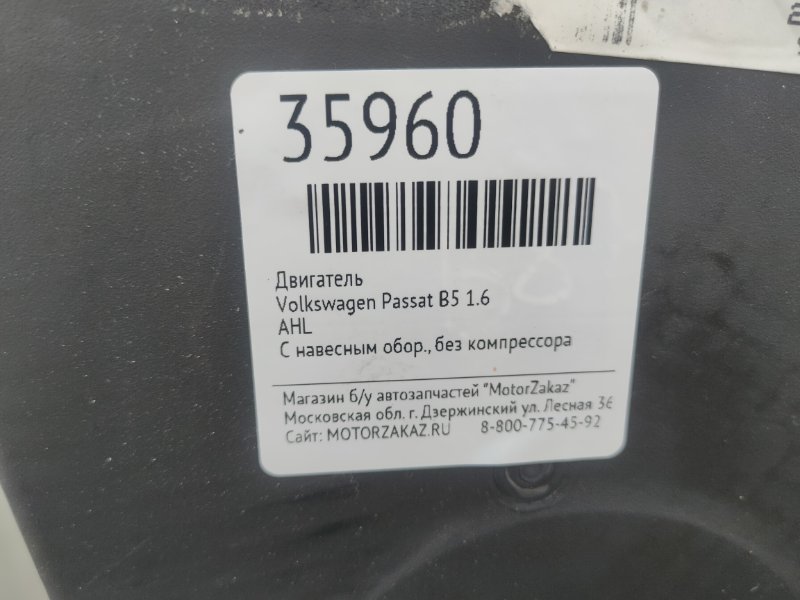 35960
Двигатель
Volkswagen Passat B5 1.6
AHL
С навесным обор., без компрессора
Магазин б/у автозапчастей "MotorZakaz"
Московская обл. г. Дзержинский ул. Лесная 3Е
Сайт: MOTORZAKAZ.RU 8-800-775-45-92